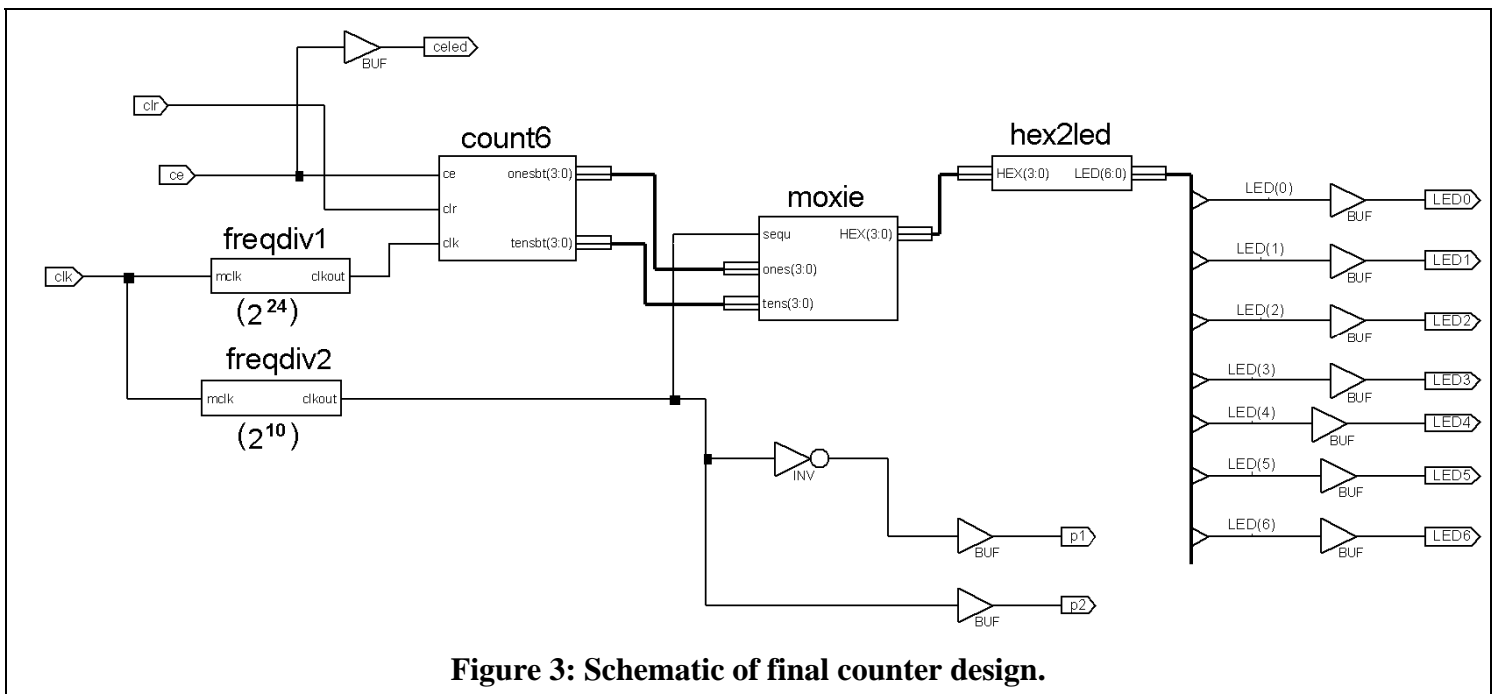 celed
BUF
clr
count6
hex2led
ce
ce
onesbt(3:0)
HEX(3:0)
LED(6:0)
moxie
clr
LED(0)
BUF
LED0
freqdiv1
clk
tensbt(3:0)
sequ
HEX(3:0)
clk
mclk
clkout
ones(3:0)
LED(1)
BUF
LED1
(2^24)
tens(3:0)
LED(2)
BUF
LED2
freqdiv2
mclk
clkout
LED(3)
BUF
LED3
(2^10)
LED(4)
BUF
LED4
INV
LED(5)
BUF
LED5
BUF
p1
LED(6)
BUF
LED6
BUF
p2
Figure 3: Schematic of final counter design.